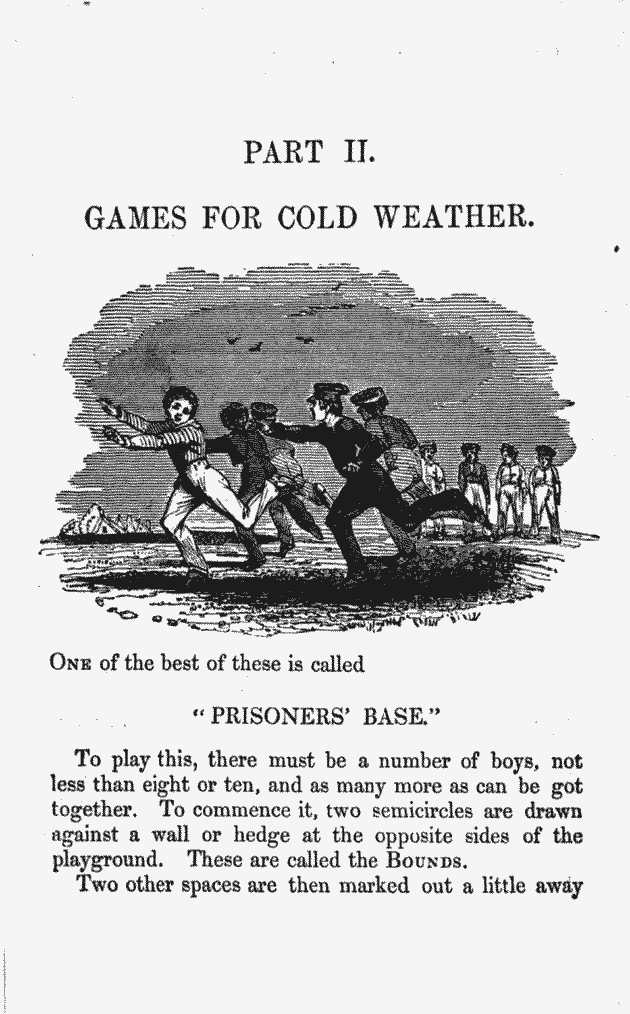 PART II.
GAMES FOR COLD WEATHER.
ONE of the best of these is called
“PRISONERS’ BASE.”
To play this, there must be a number of boys, not
less than eight or ten, and as many more as can be got
together. To commence it, two semicircles are drawn
against a wall or hedge at the opposite sides of the
playground. These are called the BOUNDS.
Two other spaces are then marked out a little away